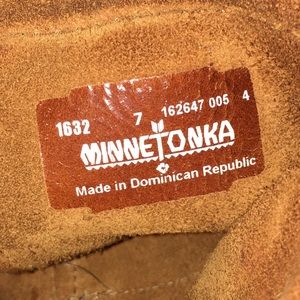 1632 7 162647 005 4
MINNETONKA
Made in Dominican Republic